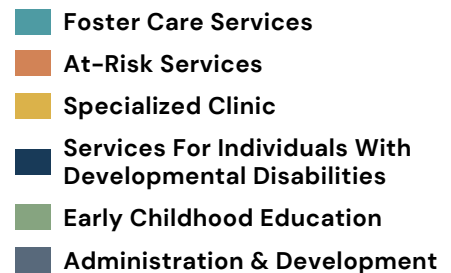 Foster Care Services
At-Risk Services
Specialized Clinic
Services For Individuals With
Developmental Disabilities
Early Childhood Education
Administration & Development